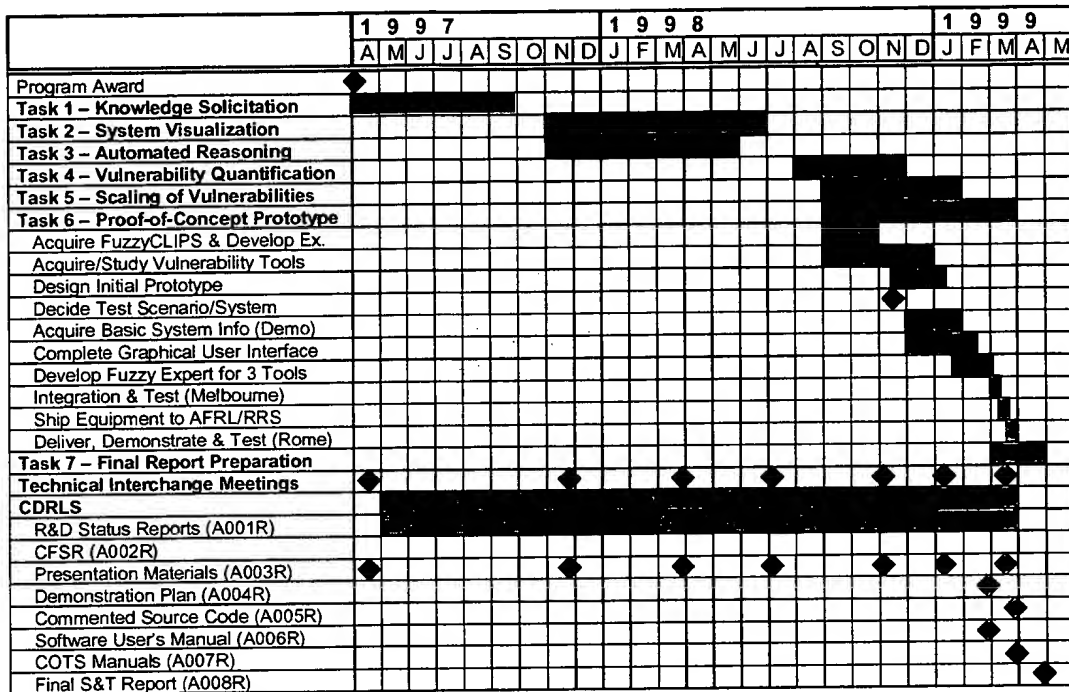 1 9 9 7 1 9 9 8 1 9 9 9
A M J J A S O N D J F M A M J J A S O N D J F M A M
Program Award
Task 1 – Knowledge Solicitation
Task 2 – System Visualization
Task 3 – Automated Reasoning
Task 4 – Vulnerability Quantification
Task 5 – Scaling of Vulnerabilities
Task 6 – Proof-of-Concept Prototype
Acquire FuzzyCLIPS & Develop Ex.
Acquire/Study Vulnerability Tools
Design Initial Prototype
Decide Test Scenario/System
Acquire Basic System Info (Demo)
Complete Graphical User Interface
Develop Fuzzy Expert for 3 Tools
Integration & Test (Melbourne)
Ship Equipment to AFRL/RRS
Deliver, Demonstrate & Test (Rome)
Task 7 – Final Report Preparation
Technical Interchange Meetings
CDRLS
R&D Status Reports (A001R)
CFSR (A002R)
Presentation Materials (A003R)
Demonstration Plan (A004R)
Commented Source Code (A005R)
Software User's Manual (A006R)
COTS Manuals (A007R)
Final S&T Report (A008R)